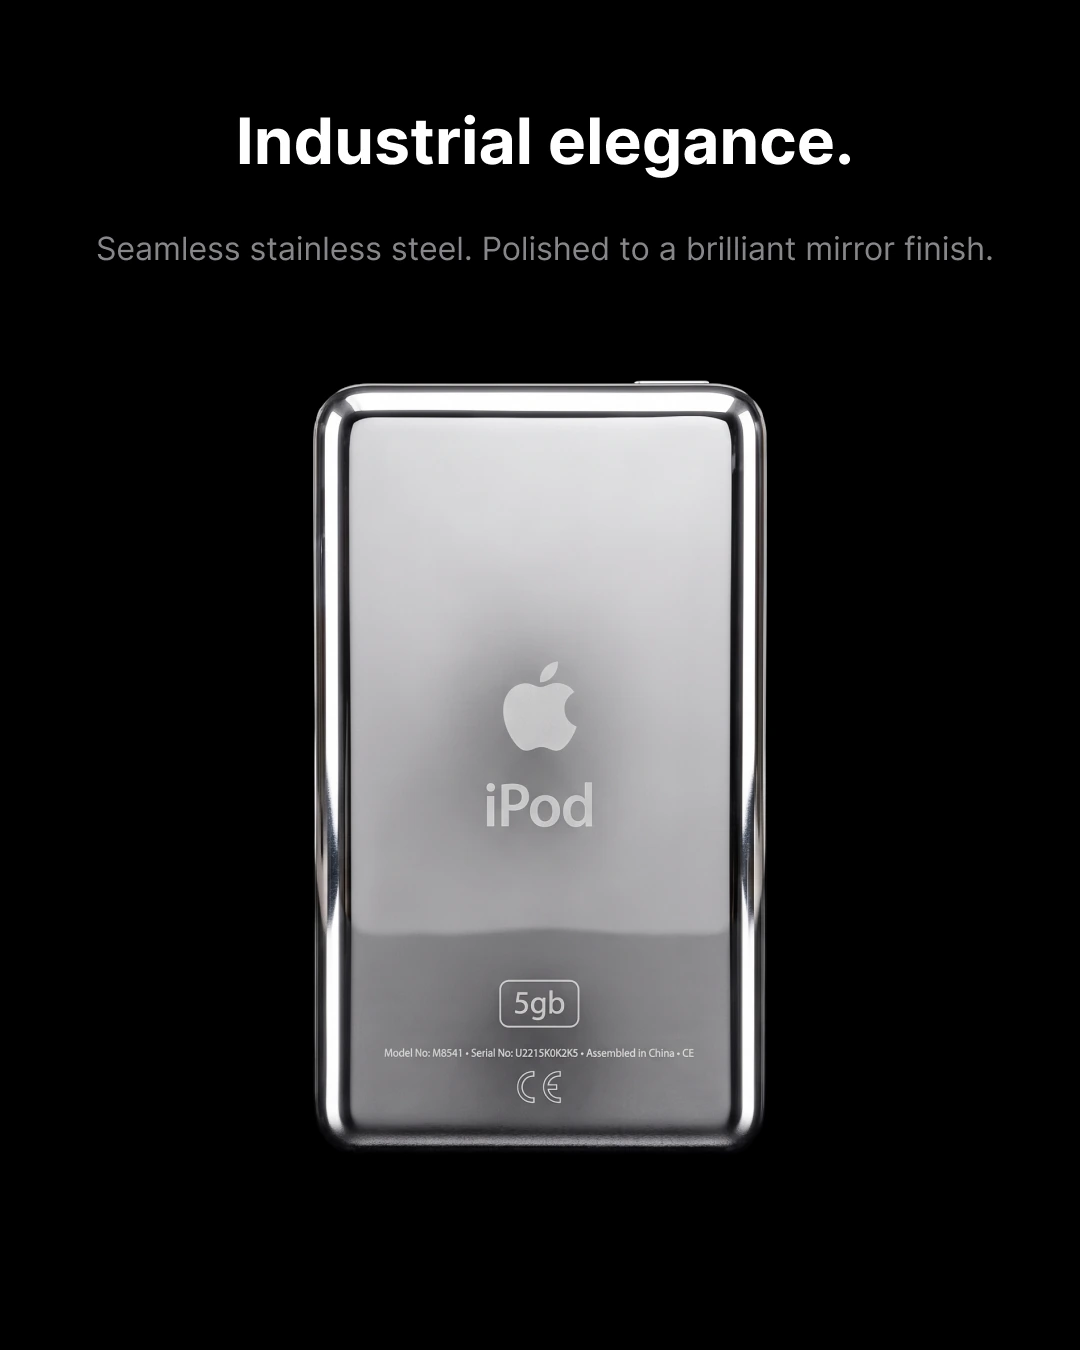 Industrial elegance.
Seamless stainless steel. Polished to a brilliant mirror finish.
iPod
5gb
Model No: M8541 • Serial No: U2215K0K2K5 • Assembled in China • CE
CE